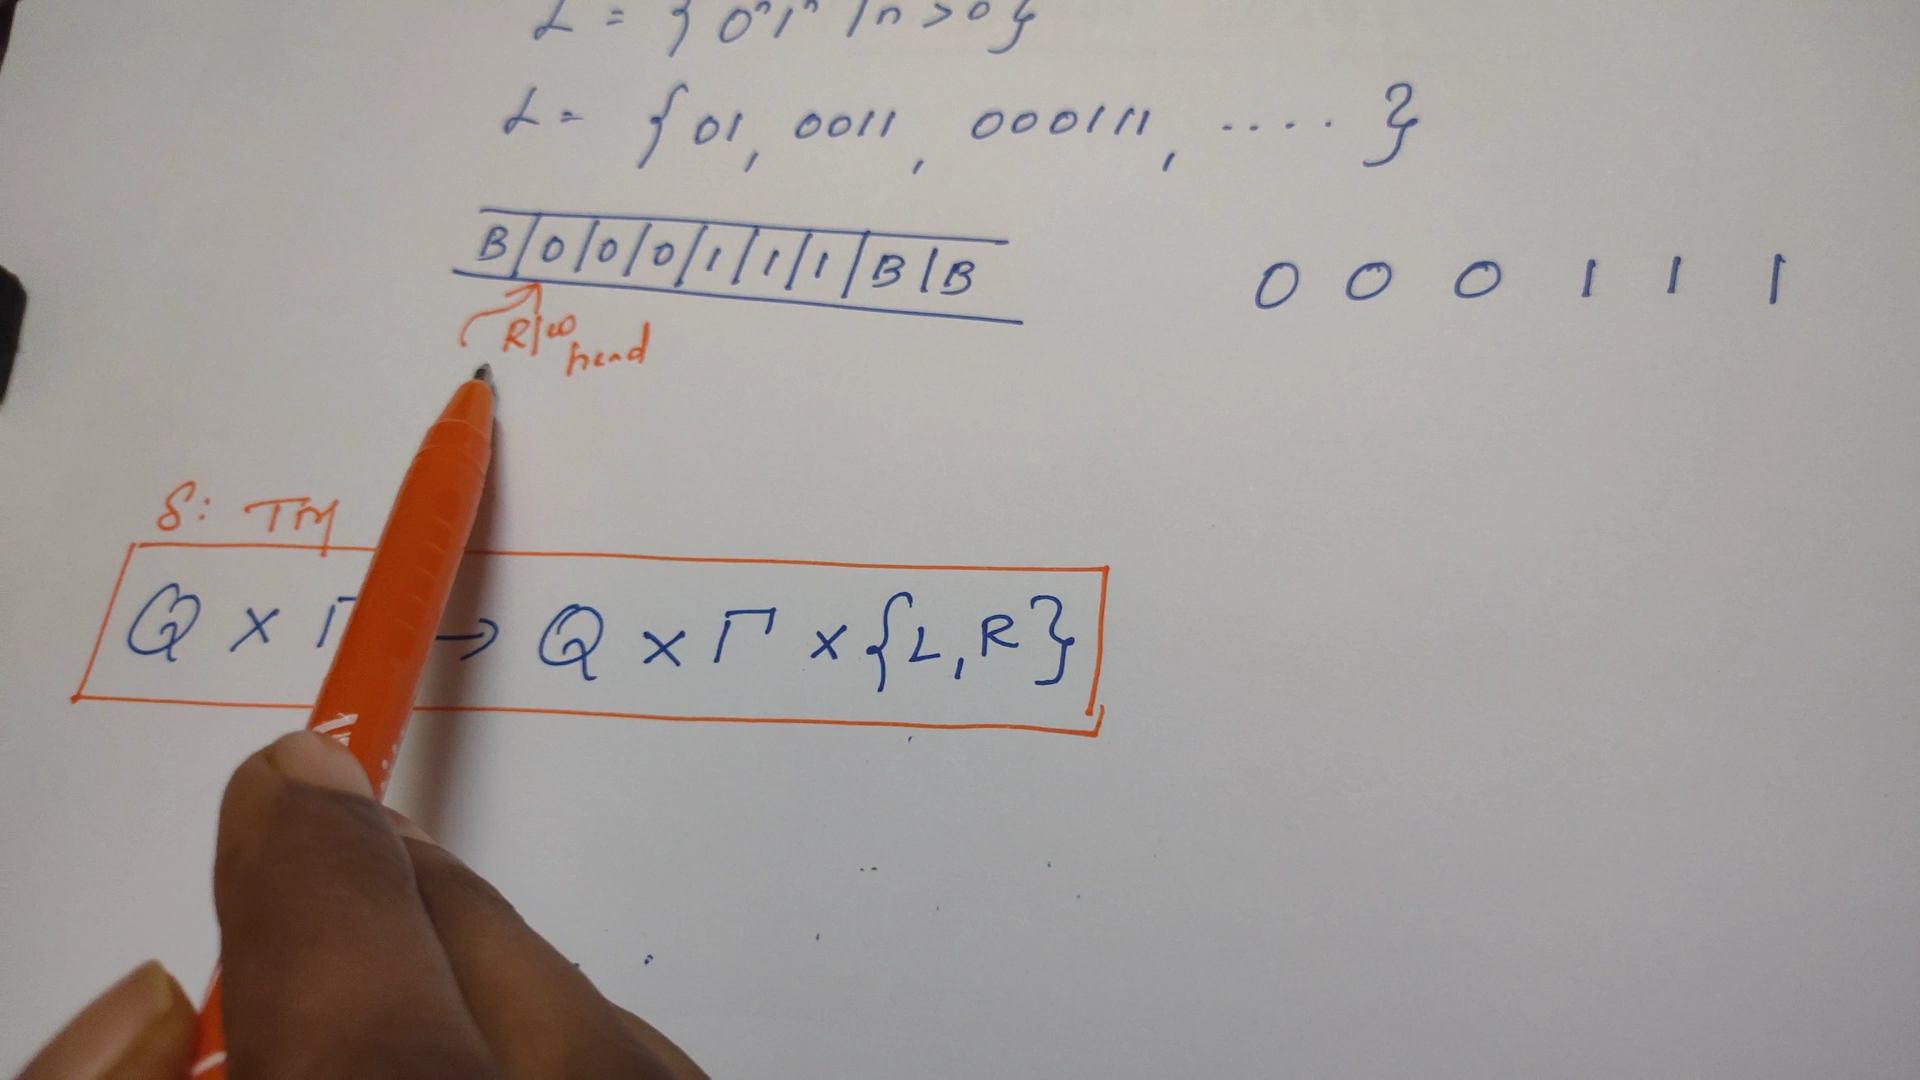 L = { 0ⁿ1ⁿ | n > 0 }
L = { 01, 0011, 000111, .... }
B | 0 | 0 | 0 | 1 | 1 | 1 | B | B
0 0 0 1 1 1
R/w head
δ: TM
Q × Γ → Q × Γ × {L, R}